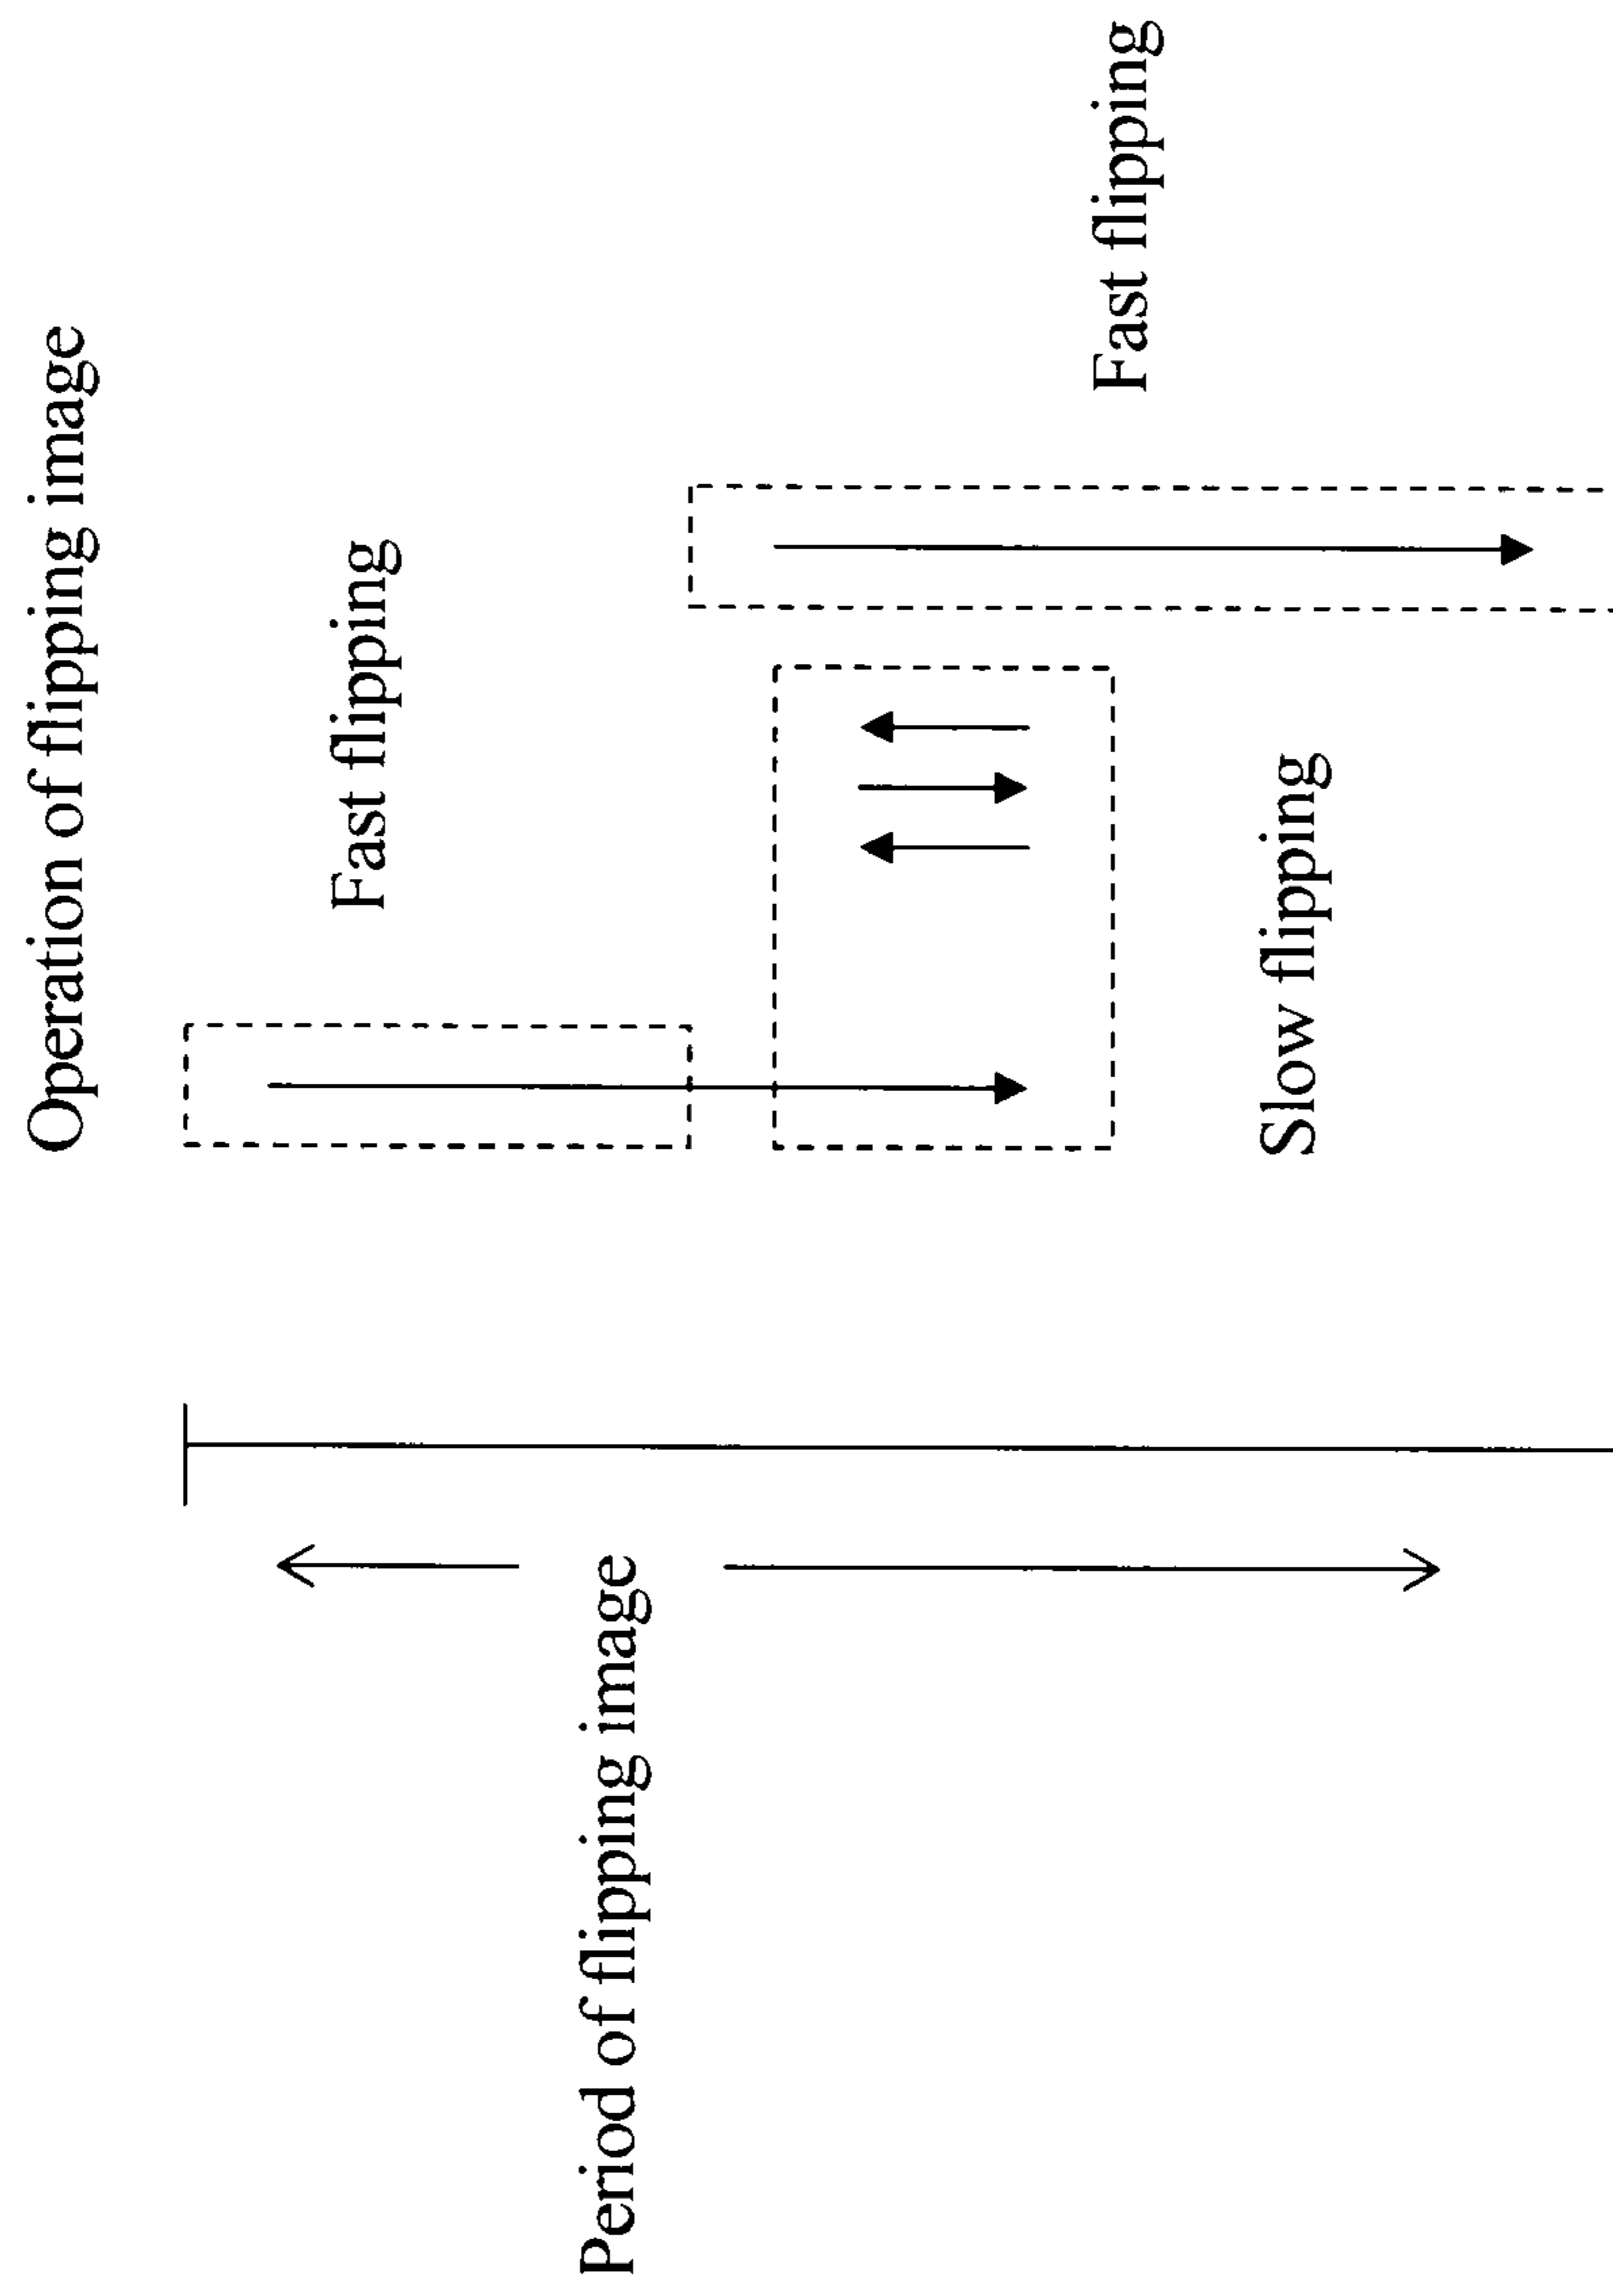 Operation of flipping image
Fast flipping
Fast flipping
Slow flipping
Period of flipping image